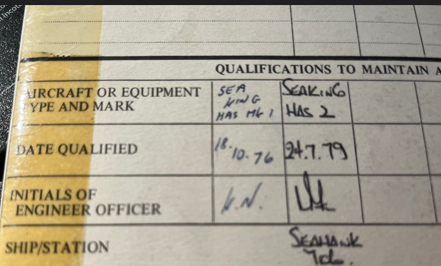 QUALIFICATIONS TO MAINTAIN A
AIRCRAFT OR EQUIPMENT
TYPE AND MARK
SEA
KING
HAS Mk 1
SEAKING
HAS 2
DATE QUALIFIED
18.10.76
24.7.79
INITIALS OF
ENGINEER OFFICER
K.N.
SHIP/STATION
SEAHAWK